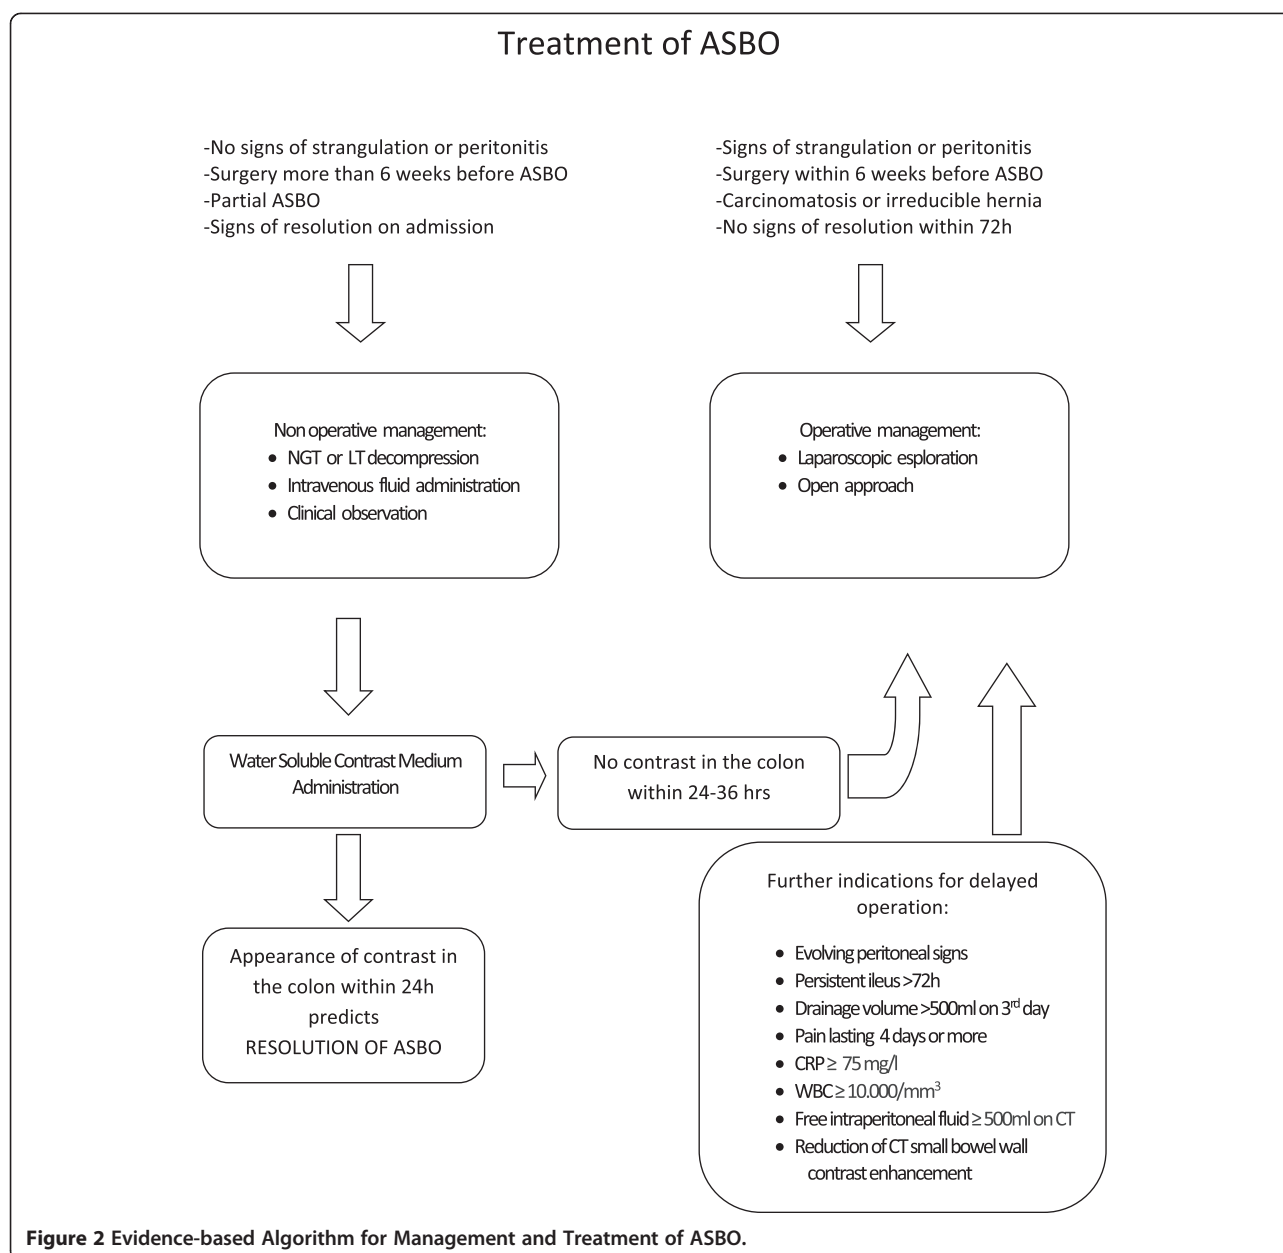 Treatment of ASBO
-No signs of strangulation or peritonitis
-Surgery more than 6 weeks before ASBO
-Partial ASBO
-Signs of resolution on admission
-Signs of strangulation or peritonitis
-Surgery within 6 weeks before ASBO
-Carcinomatosis or irreducible hernia
-No signs of resolution within 72h
Non operative management:
• NGT or LT decompression
• Intravenous fluid administration
• Clinical observation
Operative management:
• Laparoscopic esploration
• Open approach
Water Soluble Contrast Medium
Administration
No contrast in the colon
within 24-36 hrs
Appearance of contrast in
the colon within 24h
predicts
RESOLUTION OF ASBO
Further indications for delayed
operation:
• Evolving peritoneal signs
• Persistent ileus >72h
• Drainage volume >500ml on 3rd day
• Pain lasting 4 days or more
• CRP ≥ 75 mg/l
• WBC ≥ 10.000/mm³
• Free intraperitoneal fluid ≥ 500ml on CT
• Reduction of CT small bowel wall
contrast enhancement
Figure 2 Evidence-based Algorithm for Management and Treatment of ASBO.